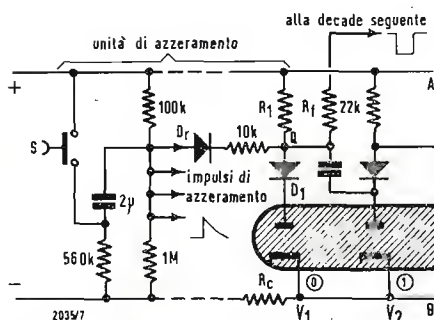 alla decade seguente
unità di azzeramento
+
A
100k
R1
Rf
22k
Dr
10k
Q
S
D1
impulsi di
azzeramento
2µ
560k
1M
0
1
–
Rc
V1
V2
B
2035/7